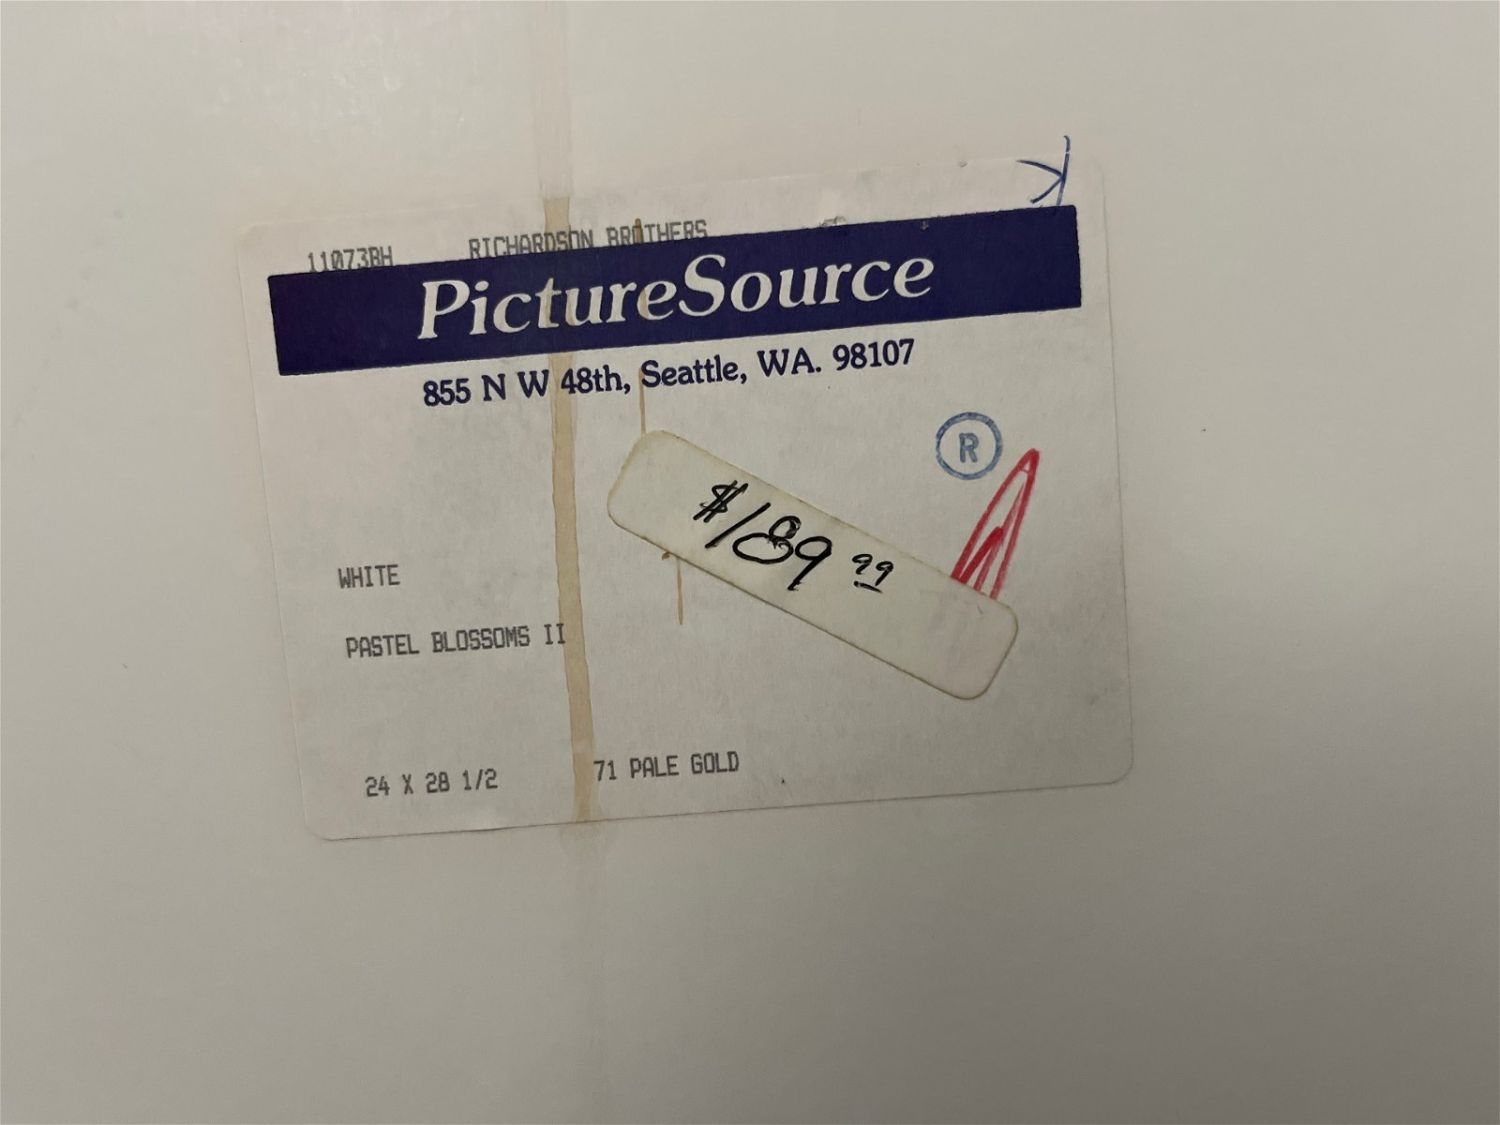 11073BH RICHARDSON BROTHERS
PictureSource
855 N W 48th, Seattle, WA. 98107
R
$189.99
WHITE
PASTEL BLOSSOMS II
24 X 28 1/2 71 PALE GOLD